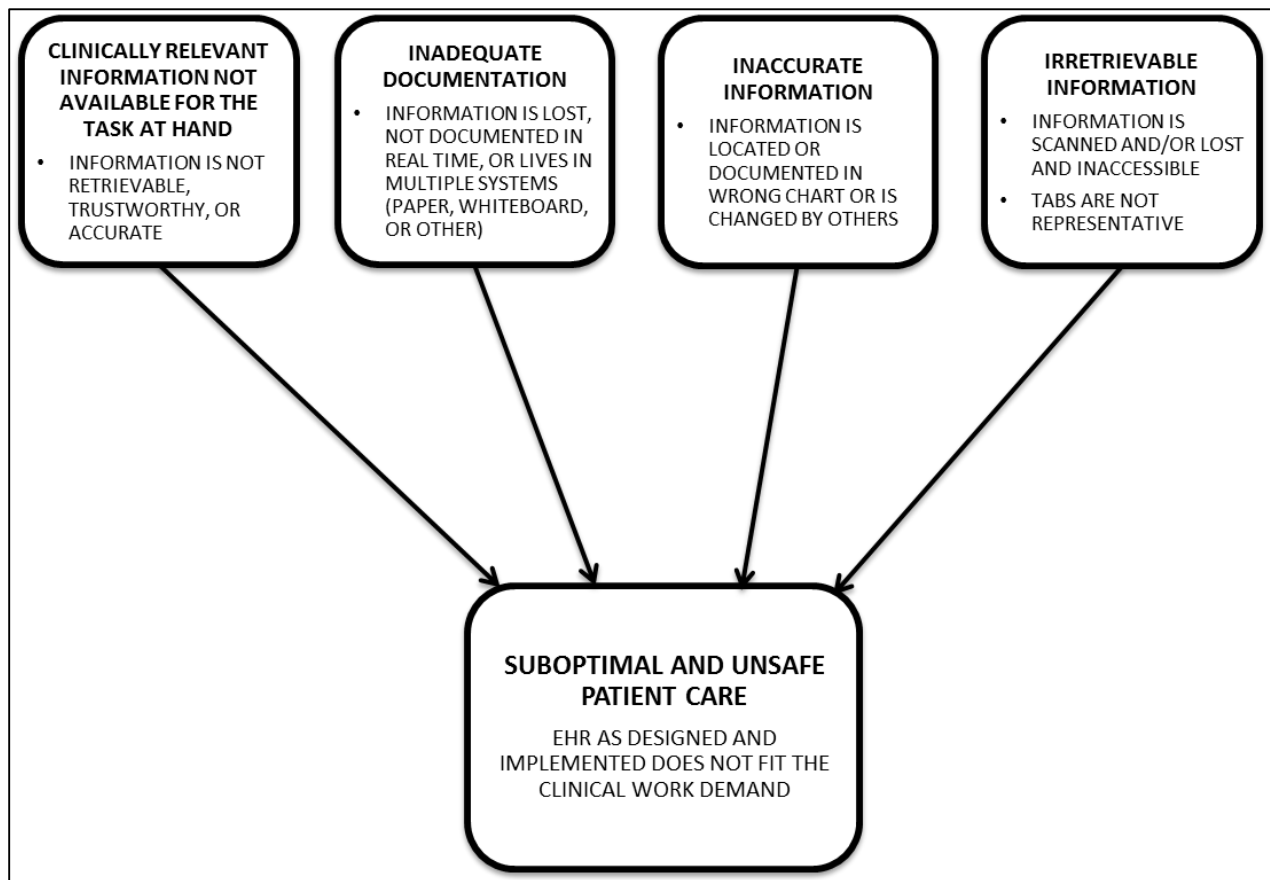 CLINICALLY RELEVANT
INFORMATION NOT
AVAILABLE FOR THE
TASK AT HAND
• INFORMATION IS NOT
RETRIEVABLE,
TRUSTWORTHY, OR
ACCURATE
INADEQUATE
DOCUMENTATION
• INFORMATION IS LOST,
NOT DOCUMENTED IN
REAL TIME, OR LIVES IN
MULTIPLE SYSTEMS
(PAPER, WHITEBOARD,
OR OTHER)
INACCURATE
INFORMATION
• INFORMATION IS
LOCATED OR
DOCUMENTED IN
WRONG CHART OR IS
CHANGED BY OTHERS
IRRETRIEVABLE
INFORMATION
• INFORMATION IS
SCANNED AND/OR LOST
AND INACCESSIBLE
• TABS ARE NOT
REPRESENTATIVE
SUBOPTIMAL AND UNSAFE
PATIENT CARE
EHR AS DESIGNED AND
IMPLEMENTED DOES NOT FIT THE
CLINICAL WORK DEMAND